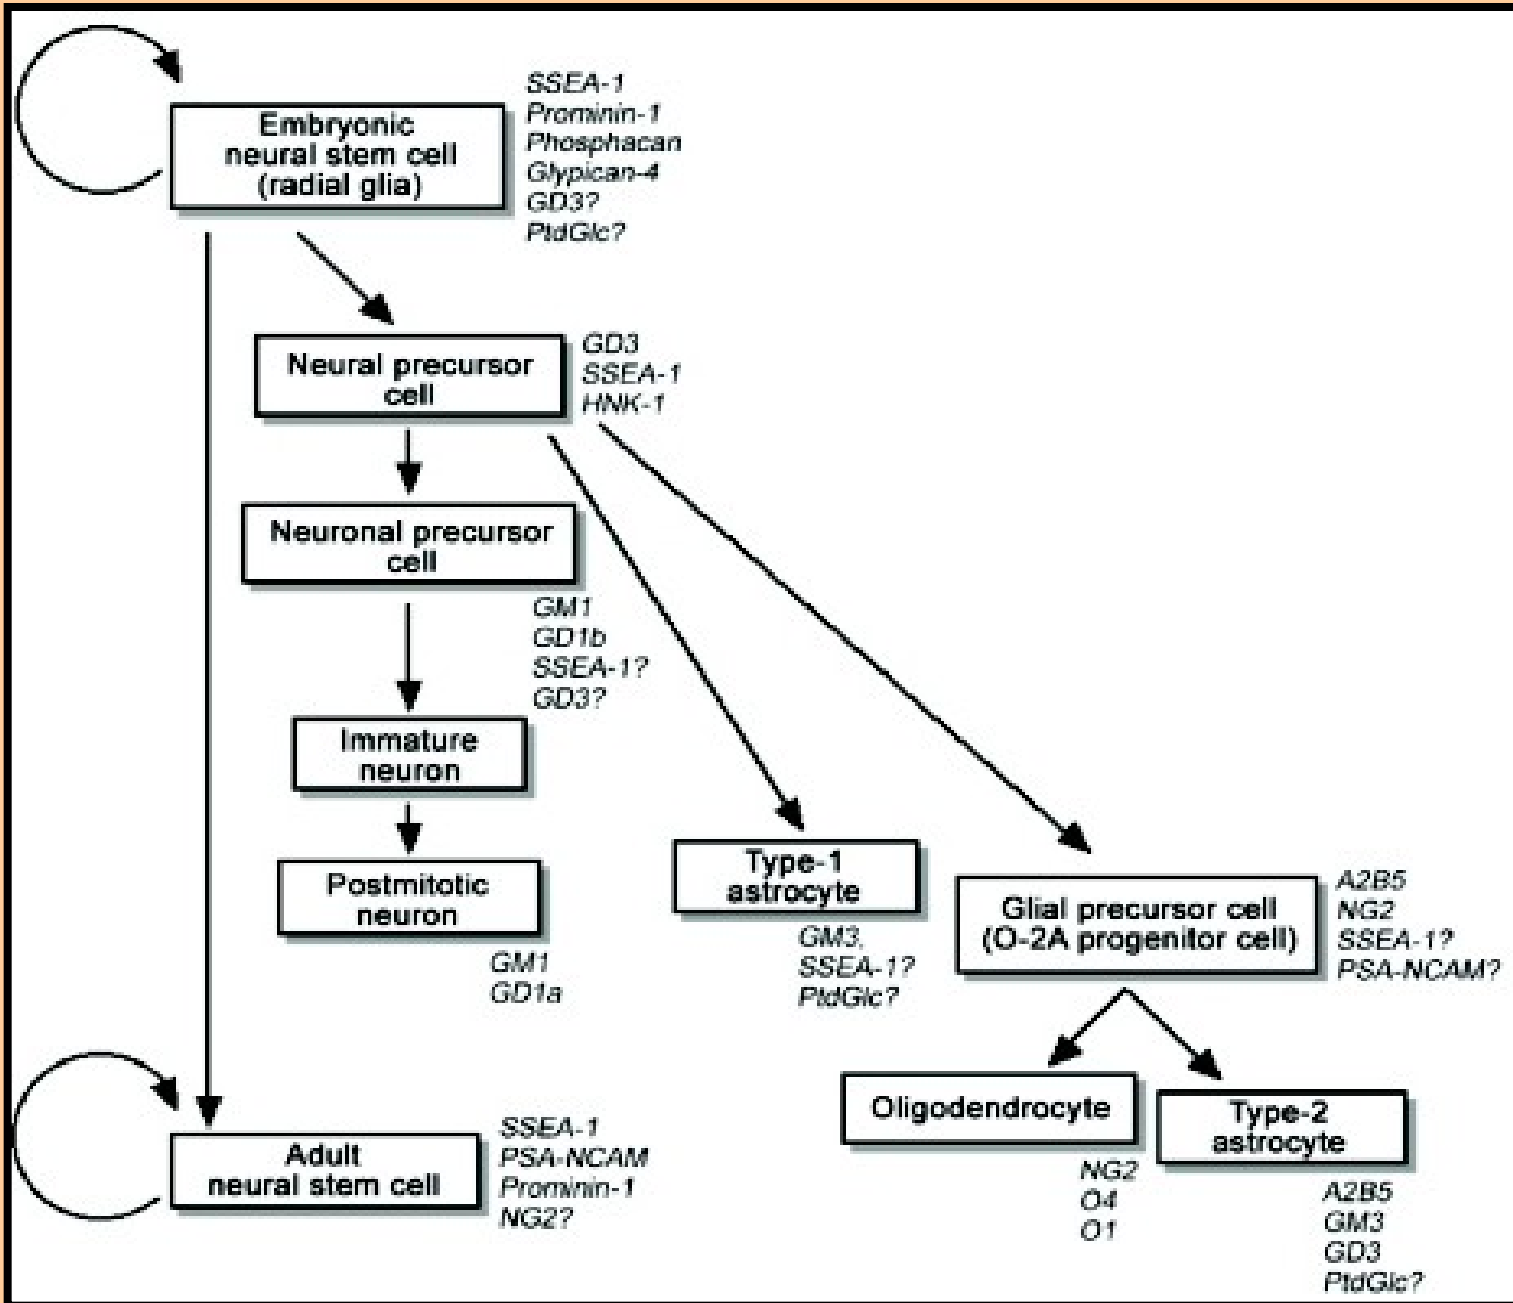 Embryonic
neural stem cell
(radial glia)
SSEA-1
Prominin-1
Phosphacan
Glypican-4
GD3?
PtdGlc?
Neural precursor
cell
GD3
SSEA-1
HNK-1
Neuronal precursor
cell
GM1
GD1b
SSEA-1?
GD3?
Immature
neuron
Postmitotic
neuron
GM1
GD1a
Type-1
astrocyte
GM3,
SSEA-1?
PtdGlc?
Glial precursor cell
(O-2A progenitor cell)
A2B5
NG2
SSEA-1?
PSA-NCAM?
Oligodendrocyte
NG2
O4
O1
Type-2
astrocyte
A2B5
GM3
GD3
PtdGlc?
Adult
neural stem cell
SSEA-1
PSA-NCAM
Prominin-1
NG2?